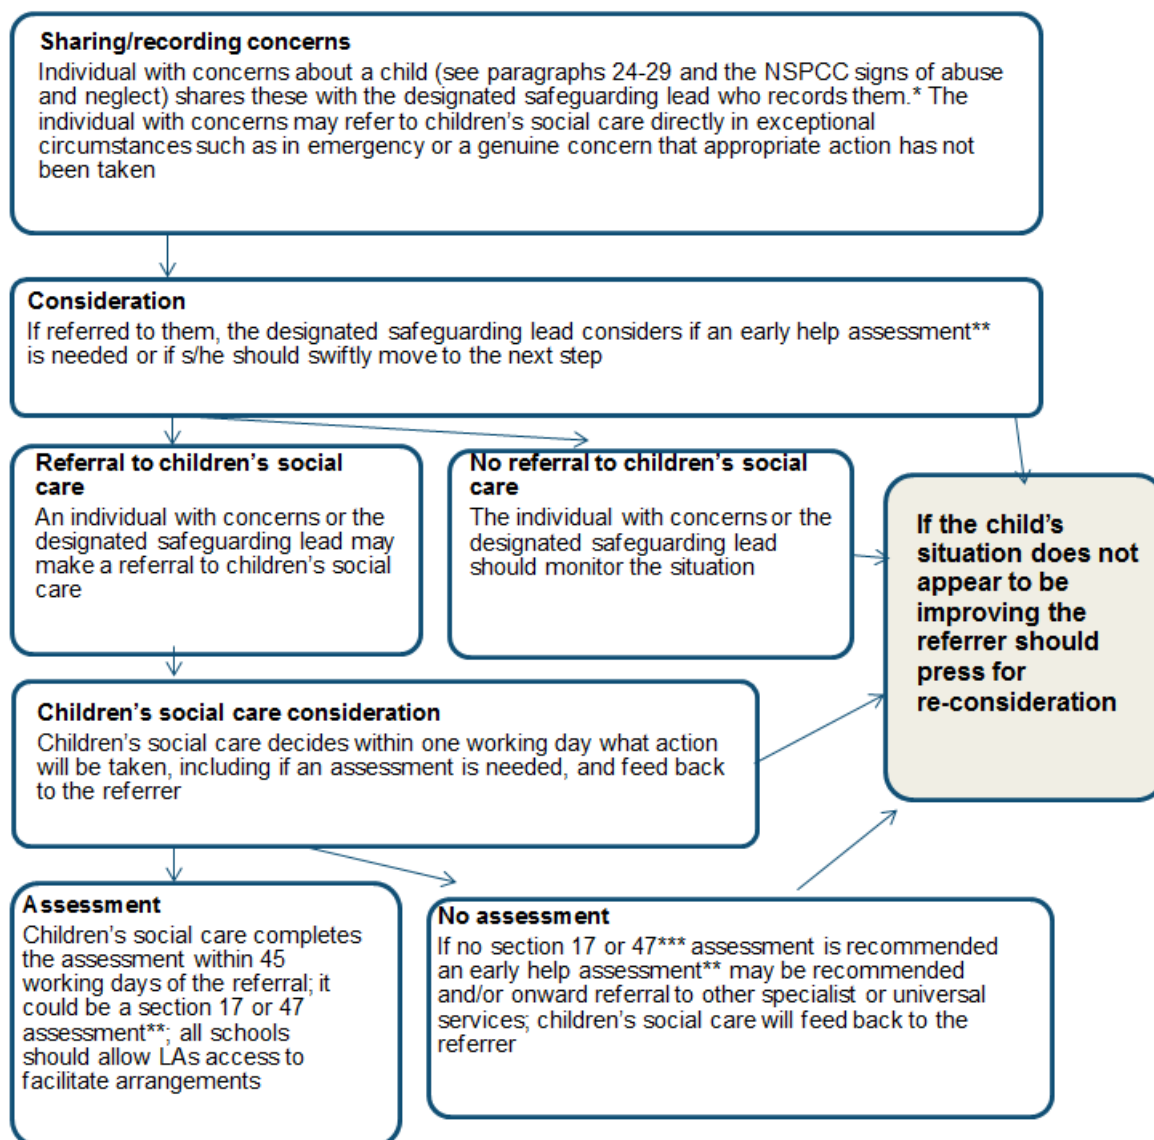 Sharing/recording concerns
Individual with concerns about a child (see paragraphs 24-29 and the NSPCC signs of abuse
and neglect) shares these with the designated safeguarding lead who records them.* The
individual with concerns may refer to children's social care directly in exceptional
circumstances such as in emergency or a genuine concern that appropriate action has not
been taken
Consideration
If referred to them, the designated safeguarding lead considers if an early help assessment**
is needed or if s/he should swiftly move to the next step
Referral to children's social
care
An individual with concerns or the
designated safeguarding lead may
make a referral to children's social
care
No referral to children's social
care
The individual with concerns or the
designated safeguarding lead
should monitor the situation
If the child's
situation does not
appear to be
improving the
referrer should
press for
re-consideration
Children's social care consideration
Children's social care decides within one working day what action
will be taken, including if an assessment is needed, and feed back
to the referrer
Assessment
Children's social care completes
the assessment within 45
working days of the referral; it
could be a section 17 or 47
assessment**; all schools
should allow LAs access to
facilitate arrangements
No assessment
If no section 17 or 47*** assessment is recommended
an early help assessment** may be recommended
and/or onward referral to other specialist or universal
services; children's social care will feed back to the
referrer